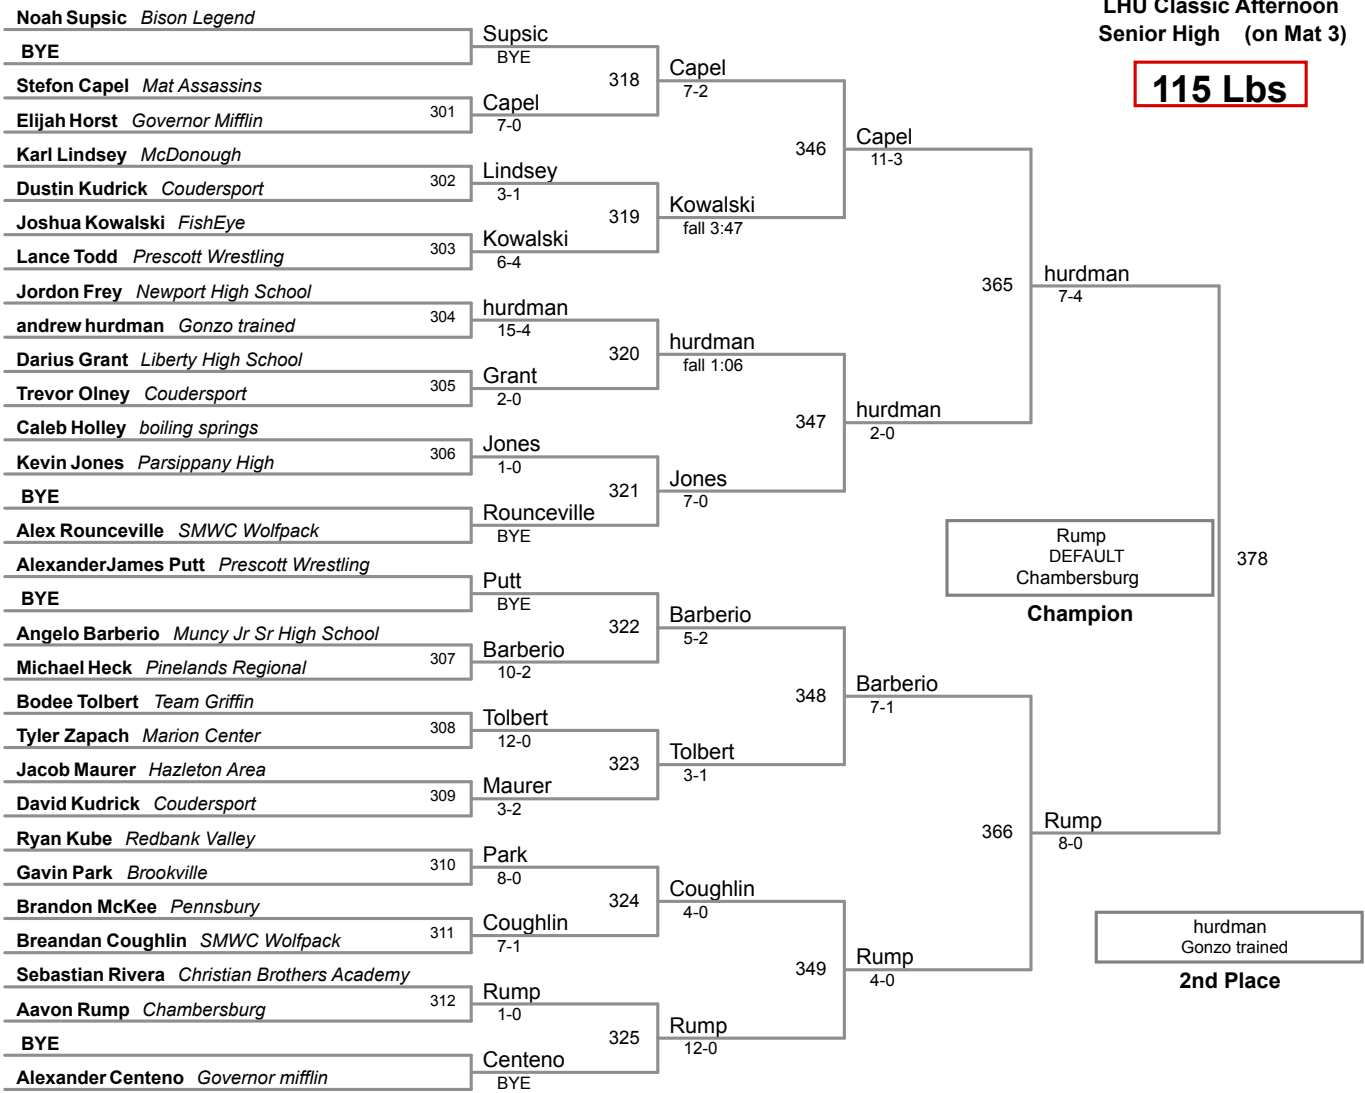 LHU Classic Afternoon
Senior High (on Mat 3)
115 Lbs
Noah Supsic Bison Legend
BYE
Stefon Capel Mat Assassins
301
Elijah Horst Governor Mifflin
Karl Lindsey McDonough
302
Dustin Kudrick Coudersport
Joshua Kowalski FishEye
303
Lance Todd Prescott Wrestling
Jordon Frey Newport High School
304
andrew hurdman Gonzo trained
Darius Grant Liberty High School
305
Trevor Olney Coudersport
Caleb Holley boiling springs
306
Kevin Jones Parsippany High
BYE
Alex Rounceville SMWC Wolfpack
AlexanderJames Putt Prescott Wrestling
BYE
Angelo Barberio Muncy Jr Sr High School
307
Michael Heck Pinelands Regional
Bodee Tolbert Team Griffin
308
Tyler Zapach Marion Center
Jacob Maurer Hazleton Area
309
David Kudrick Coudersport
Ryan Kube Redbank Valley
310
Gavin Park Brookville
Brandon McKee Pennsbury
311
Breandan Coughlin SMWC Wolfpack
Sebastian Rivera Christian Brothers Academy
312
Aavon Rump Chambersburg
BYE
Alexander Centeno Governor mifflin
Supsic
BYE
318
Capel
7-0
Lindsey
3-1
319
Kowalski
6-4
hurdman
15-4
320
Grant
2-0
Jones
1-0
321
Rounceville
BYE
Putt
BYE
322
Barberio
10-2
Tolbert
12-0
323
Maurer
3-2
Park
8-0
324
Coughlin
7-1
Rump
1-0
325
Centeno
BYE
Capel
7-2
346
Kowalski
fall 3:47
hurdman
fall 1:06
347
Jones
7-0
Barberio
5-2
348
Tolbert
3-1
Coughlin
4-0
349
Rump
12-0
Capel
11-3
365
hurdman
2-0
Barberio
7-1
366
Rump
4-0
hurdman
7-4
378
Rump
8-0
Rump
DEFAULT
Chambersburg
Champion
hurdman
Gonzo trained
2nd Place